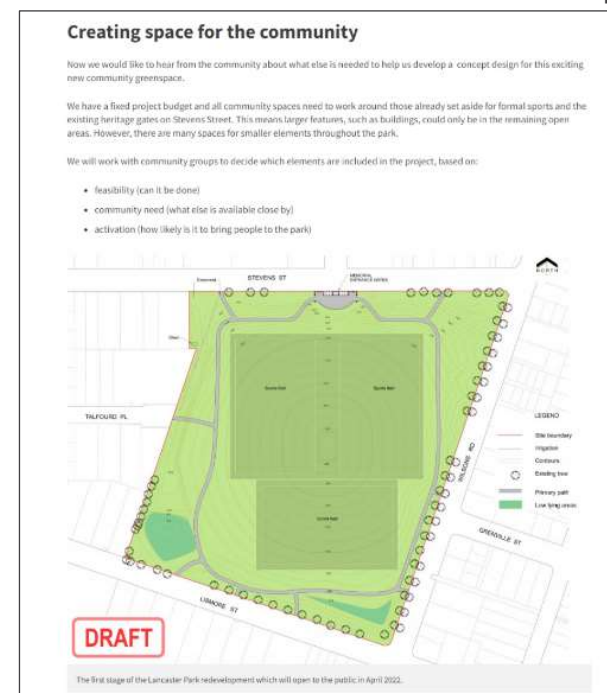 Creating space for the community
Now we would like to hear from the community about what else is needed to help us develop a concept design for this exciting
new community greenspace.
We have a fixed project budget and all community spaces need to work around those already set aside for formal sports and the
existing heritage gates on Stevens Street. This means larger features, such as buildings, could only be in the remaining open
areas. However, there are many spaces for smaller elements throughout the park.
We will work with community groups to decide which elements are included in the project, based on:
• feasibility (can it be done)
• community need (what else is available close by)
• activation (how likely is it to bring people to the park)
NORTH
STEVENS ST
MEMORIAL
ENTRANCE GATES
TALFOURD PL
WILSONS RD
GRENVILLE ST
LISMORE ST
LEGEND
Site boundary
Irrigation
Contours
Existing tree
Primary path
Low lying areas
Sports field
Sports field
Sports field
DRAFT
The first stage of the Lancaster Park redevelopment which will open to the public in April 2022.